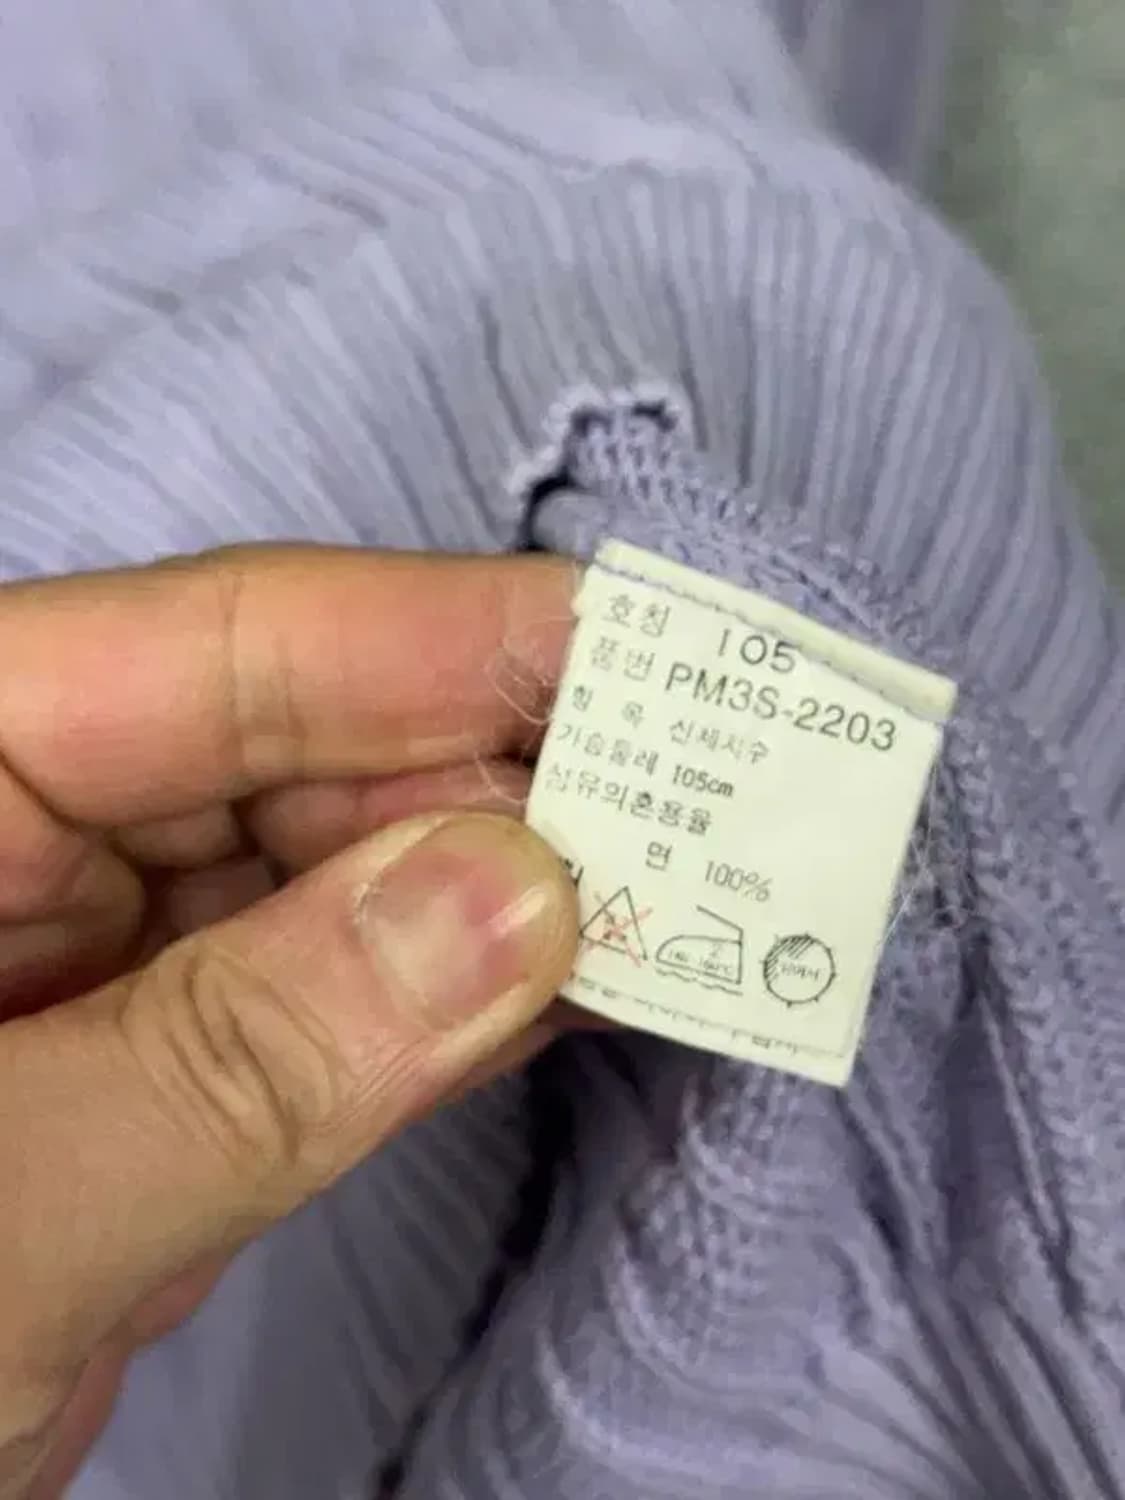 호칭 105
품번 PM3S-2203
항 목 신체치수
가슴둘레 105cm
섬유의혼용율
면 100%